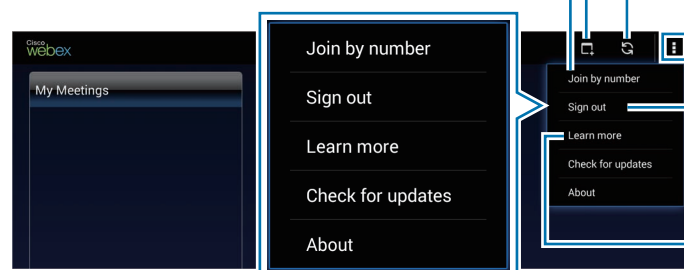 Cisco
webex
My Meetings
Join by number
Sign out
Learn more
Check for updates
About
Join by number
Sign out
Learn more
Check for updates
About